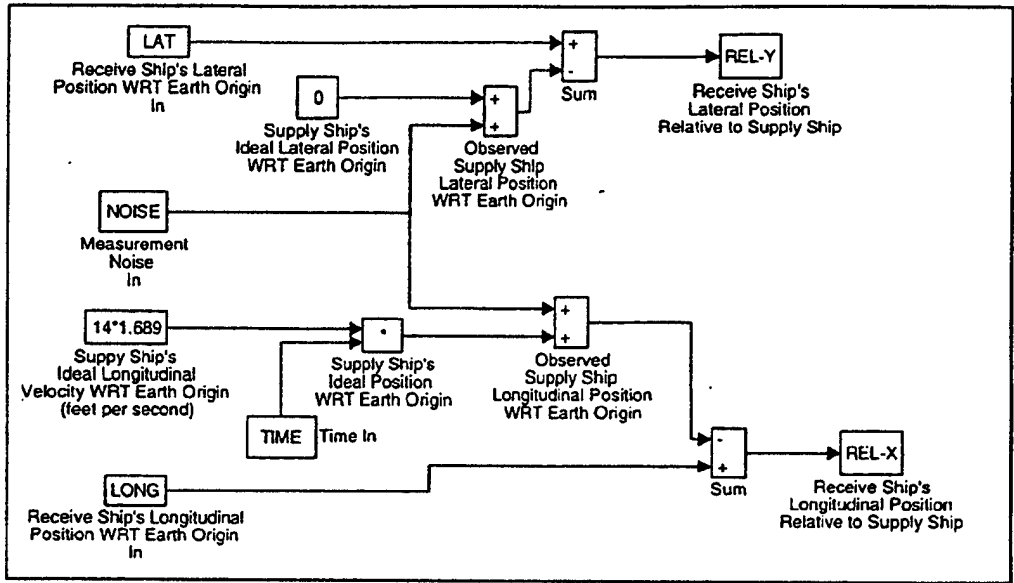 LAT
+
-
Sum
REL-Y
Receive Ship's Lateral
Position WRT Earth Origin
In
Receive Ship's
Lateral Position
Relative to Supply Ship
0
+
+
Supply Ship's
Ideal Lateral Position
WRT Earth Origin
Observed
Supply Ship
Lateral Position
WRT Earth Origin
NOISE
Measurement
Noise
In
14*1.689
*
+
+
Suppy Ship's
Ideal Longitudinal
Velocity WRT Earth Origin
(feet per second)
Supply Ship's
Ideal Position
WRT Earth Origin
Observed
Supply Ship
Longitudinal Position
WRT Earth Origin
TIME
Time In
-
+
Sum
REL-X
LONG
Receive Ship's Longitudinal
Position WRT Earth Origin
In
Receive Ship's
Longitudinal Position
Relative to Supply Ship